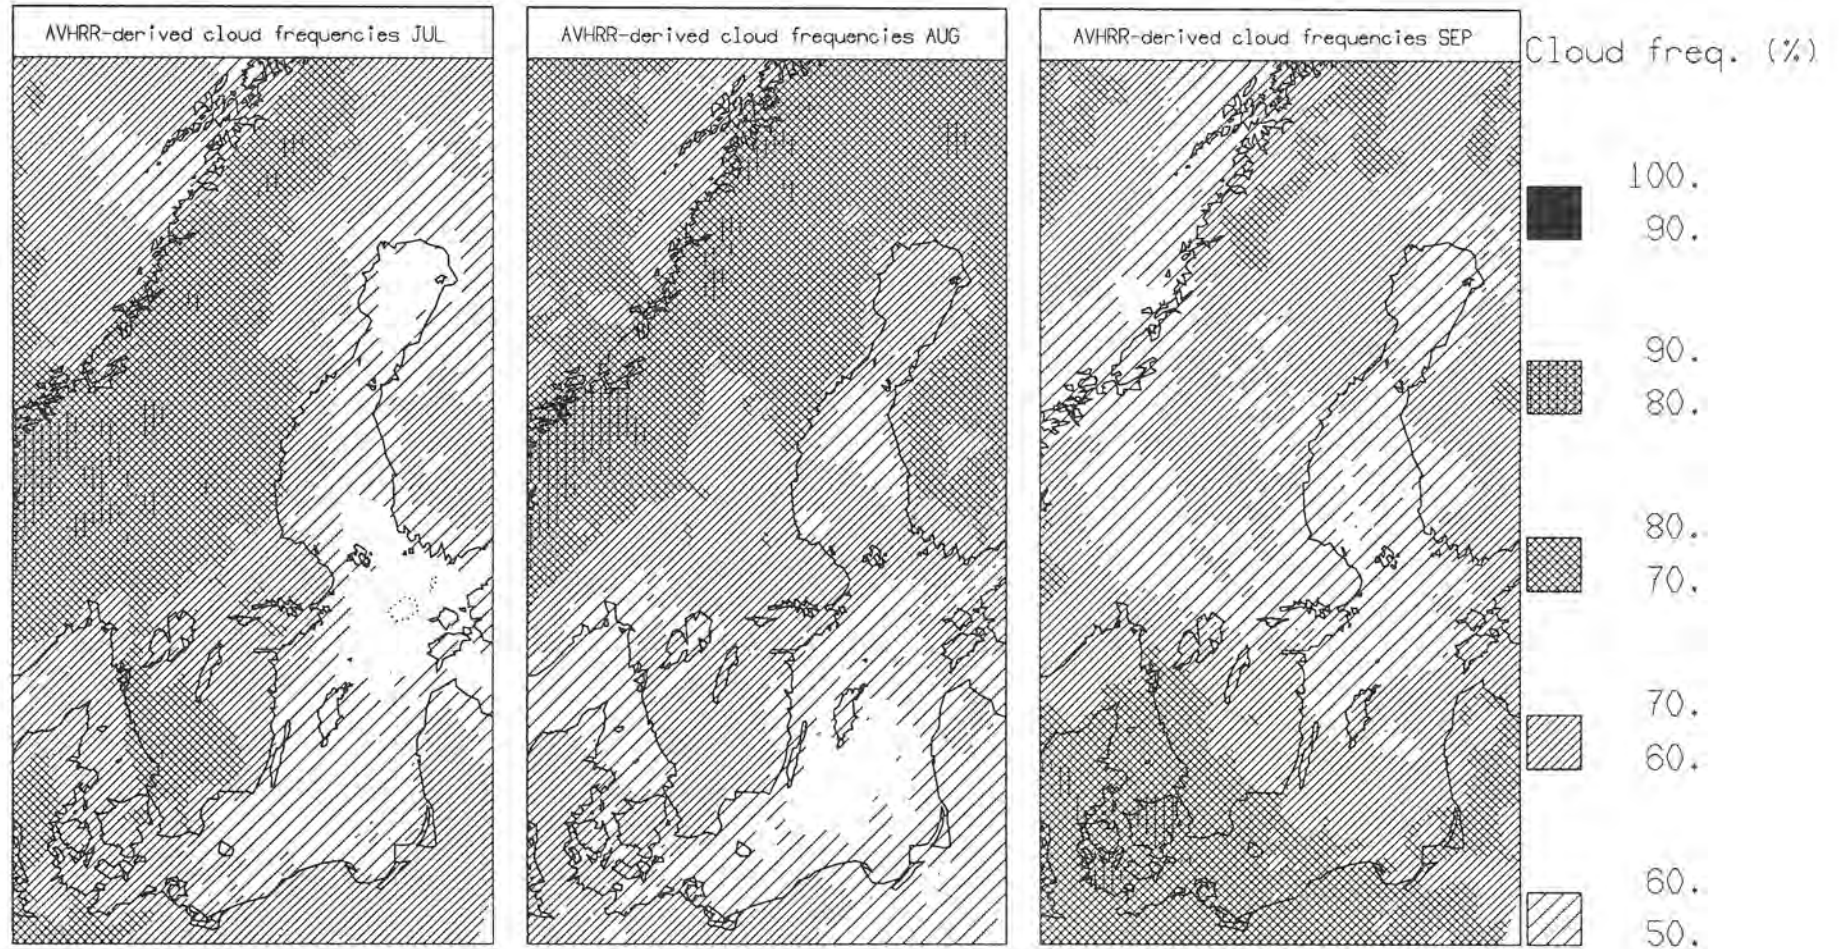 AVHRR-derived cloud frequencies JUL
AVHRR-derived cloud frequencies AUG
AVHRR-derived cloud frequencies SEP
Cloud freq. (%)
100.
90.
90.
80.
80.
70.
70.
60.
60.
50.